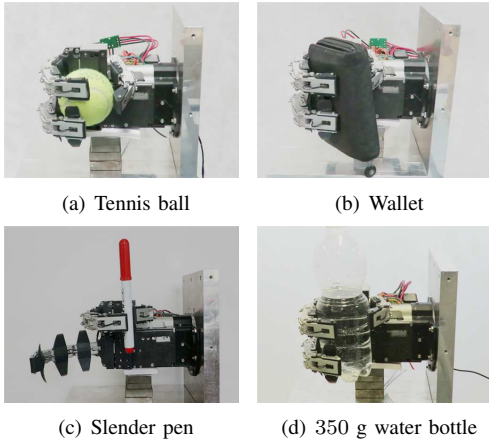 (a) Tennis ball
(b) Wallet
(c) Slender pen
(d) 350 g water bottle